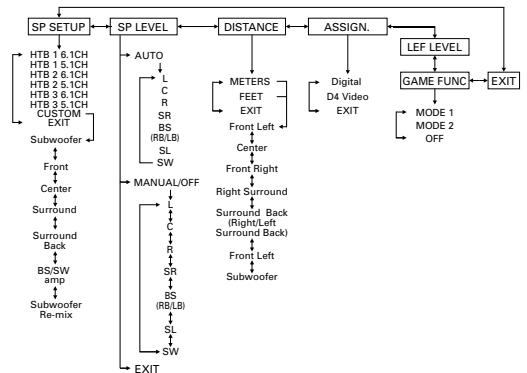 SP SETUP
SP LEVEL
DISTANCE
ASSIGN.
LEF LEVEL
GAME FUNC
EXIT
HTB 1 6.1CH
HTB 1 5.1CH
HTB 2 6.1CH
HTB 2 5.1CH
HTB 3 6.1CH
HTB 3 5.1CH
CUSTOM
EXIT
Subwoofer
Front
Center
Surround
Surround
Back
BS/SW
amp
Subwoofer
Re-mix
AUTO
L
C
R
SR
BS
(RB/LB)
SL
SW
MANUAL/OFF
L
C
R
SR
BS
(RB/LB)
SL
SW
EXIT
METERS
FEET
EXIT
Front Left
Center
Front Right
Right Surround
Surround Back
(Right/Left
Surround Back)
Front Left
Subwoofer
Digital
D4 Video
EXIT
MODE 1
MODE 2
OFF